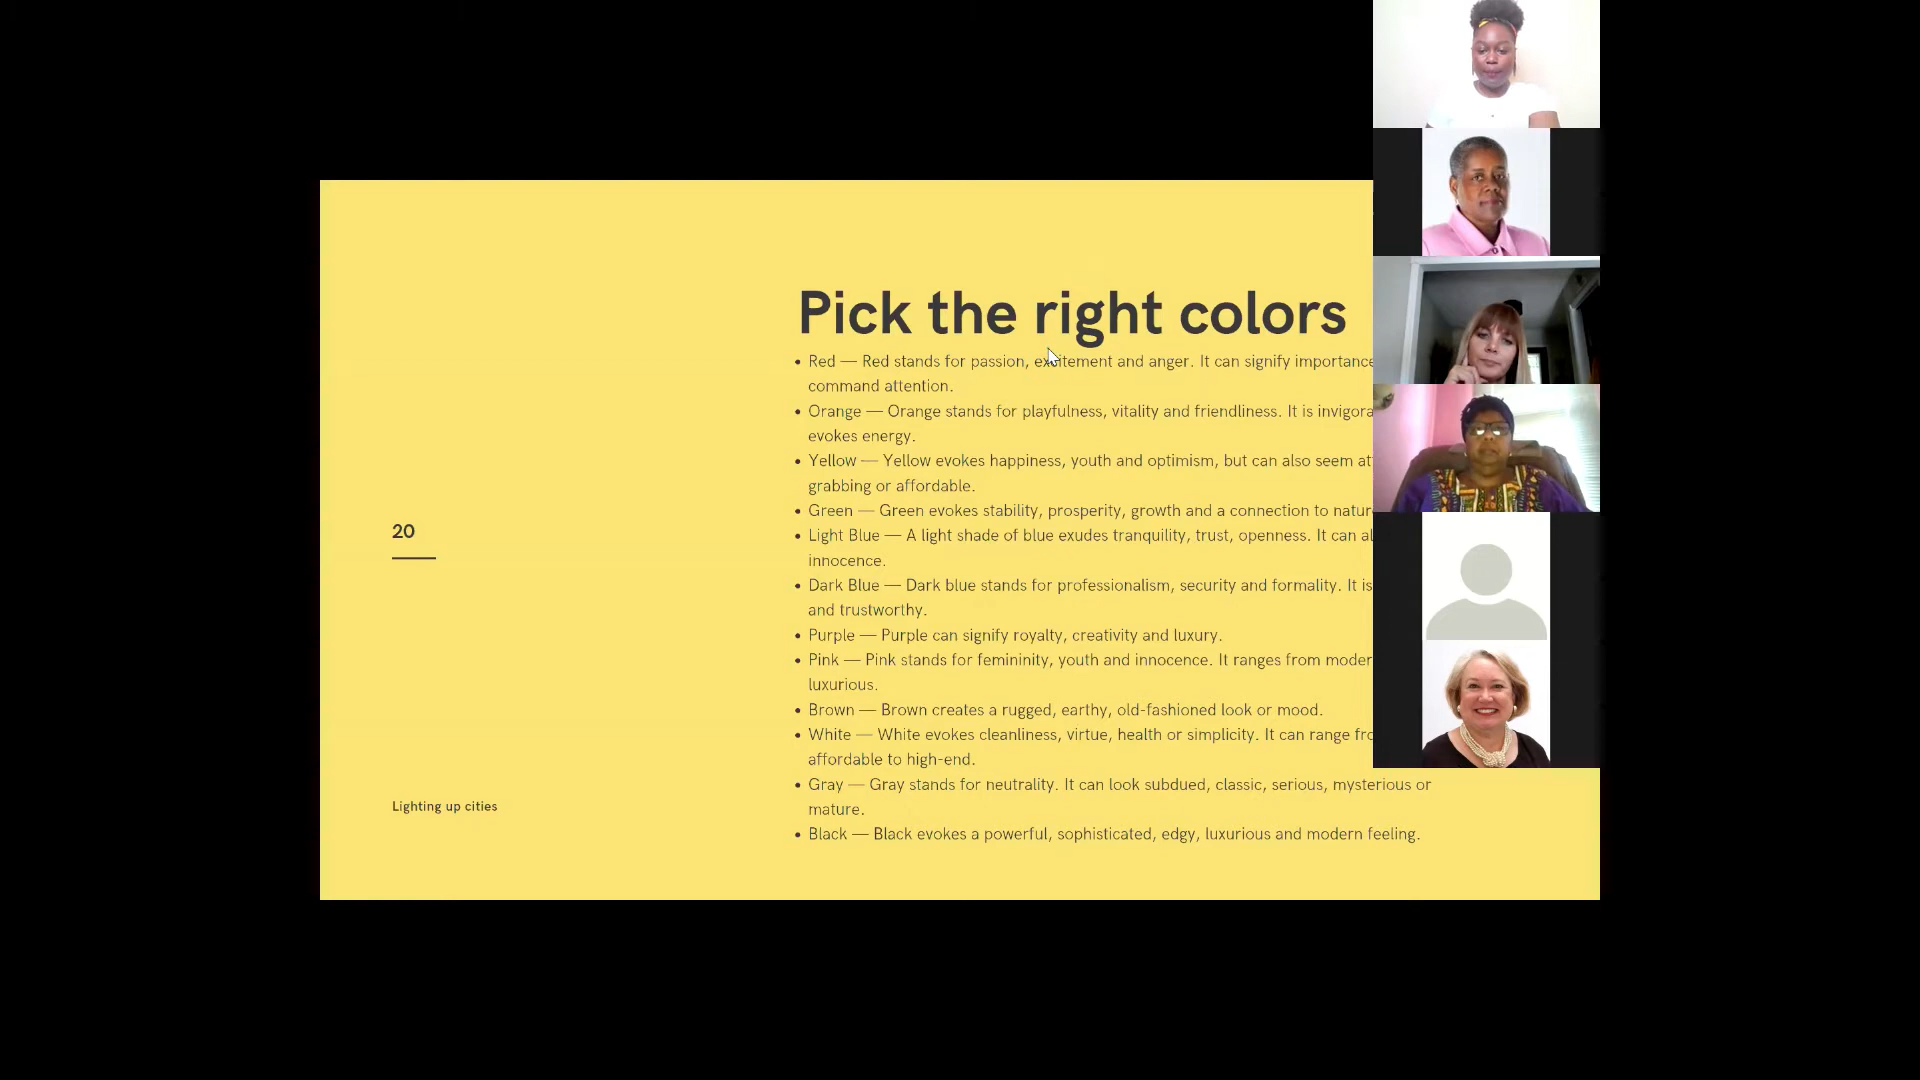 Pick the right colors
• Red — Red stands for passion, excitement and anger. It can signify importance
command attention.
• Orange — Orange stands for playfulness, vitality and friendliness. It is
evokes energy.
• Yellow — Yellow evokes happiness, youth and optimism, but can also seem
grabbing or affordable.
• Green — Green evokes stability, prosperity, growth and a connection to
• Light Blue — A light shade of blue exudes tranquility, trust, openness. It can
innocence.
• Dark Blue — Dark blue stands for professionalism, security and formality. It is
and trustworthy.
• Purple — Purple can signify royalty, creativity and luxury.
• Pink — Pink stands for femininity, youth and innocence. It ranges from
luxurious.
• Brown — Brown creates a rugged, earthy, old-fashioned look or mood.
• White — White evokes cleanliness, virtue, health or simplicity. It can range
affordable to high-end.
• Gray — Gray stands for neutrality. It can look subdued, classic, serious, mysterious or
mature.
• Black — Black evokes a powerful, sophisticated, edgy, luxurious and modern feeling.
20
Lighting up cities